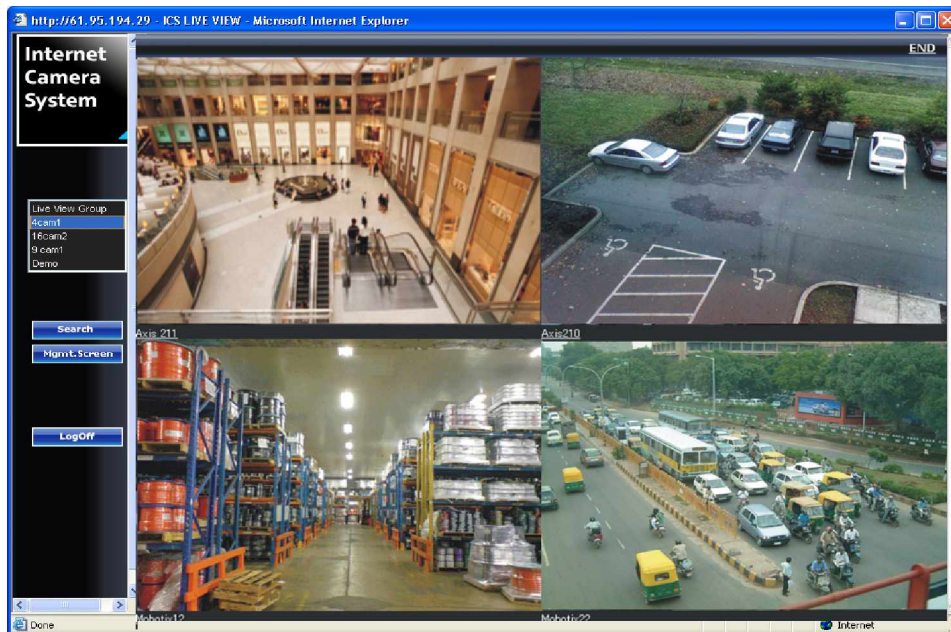 http://61.95.194.29 - ICS LIVE VIEW - Microsoft Internet Explorer
Internet
Camera
System
END
Live View Group
4cam1
16cam2
9 cam1
Demo
Search
Mgmt.Screen
LogOff
Axis 211
Axis210
Mobotix12
Mobotix22
Done
Internet